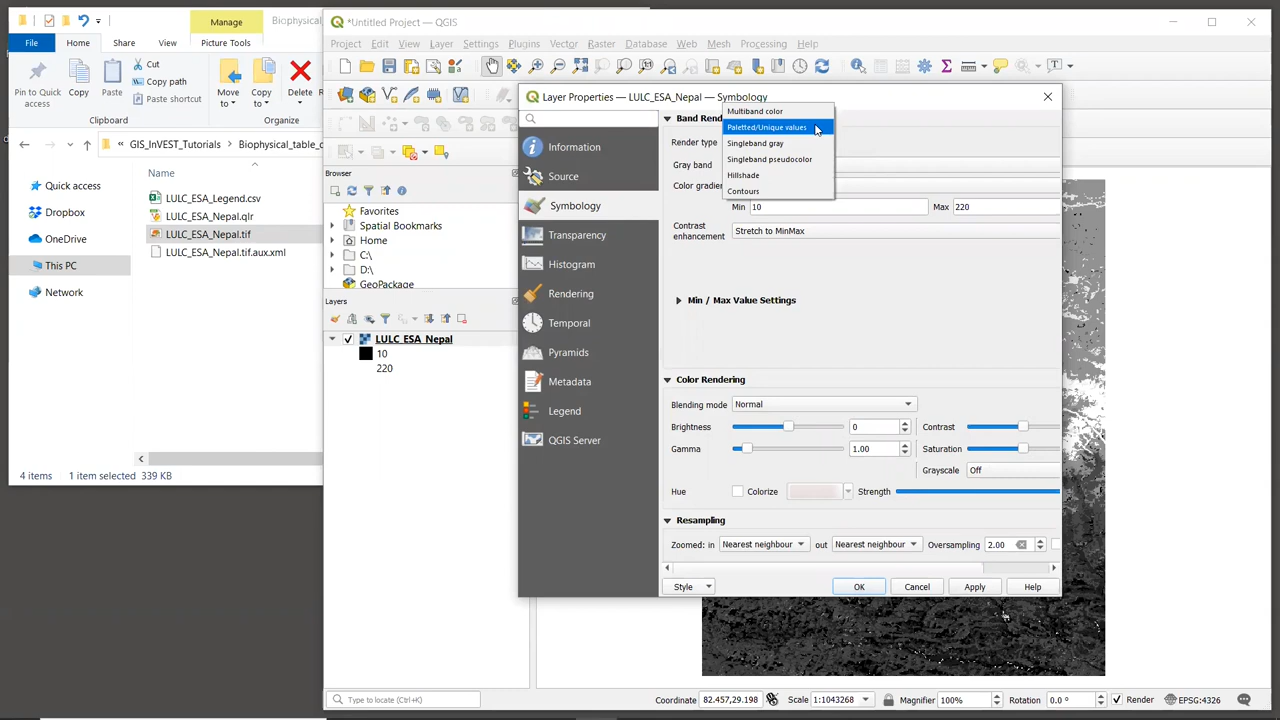 Manage
Biophysical
File
Home
Share
View
Picture Tools
Pin to Quick access
Copy
Paste
Cut
Copy path
Paste shortcut
Move to
Copy to
Delete
Clipboard
Organize
« GIS_InVEST_Tutorials › Biophysical_table_d
Name
Quick access
Dropbox
OneDrive
This PC
Network
LULC_ESA_Legend.csv
LULC_ESA_Nepal.qlr
LULC_ESA_Nepal.tif
LULC_ESA_Nepal.tif.aux.xml
4 items
1 item selected 339 KB
*Untitled Project — QGIS
Project Edit View Layer Settings Plugins Vector Raster Database Web Mesh Processing Help
Browser
Favorites
Spatial Bookmarks
Home
C:\
D:\
GeoPackage
Layers
LULC_ESA_Nepal
10
220
Layer Properties — LULC_ESA_Nepal — Symbology
Information
Source
Symbology
Transparency
Histogram
Rendering
Temporal
Pyramids
Metadata
Legend
QGIS Server
Band Ren
Render type
Gray band
Color gradien
Multiband color
Paletted/Unique values
Singleband gray
Singleband pseudocolor
Hillshade
Contours
Min 10 Max 220
Contrast enhancement Stretch to MinMax
Min / Max Value Settings
Color Rendering
Blending mode Normal
Brightness 0 Contrast
Gamma 1.00 Saturation
Grayscale Off
Hue Colorize Strength
Resampling
Zoomed: in Nearest neighbour out Nearest neighbour Oversampling 2.00
Style OK Cancel Apply Help
Type to locate (Ctrl+K)
Coordinate 82.457,29.198 Scale 1:1043268 Magnifier 100% Rotation 0.0 ° Render EPSG:4326